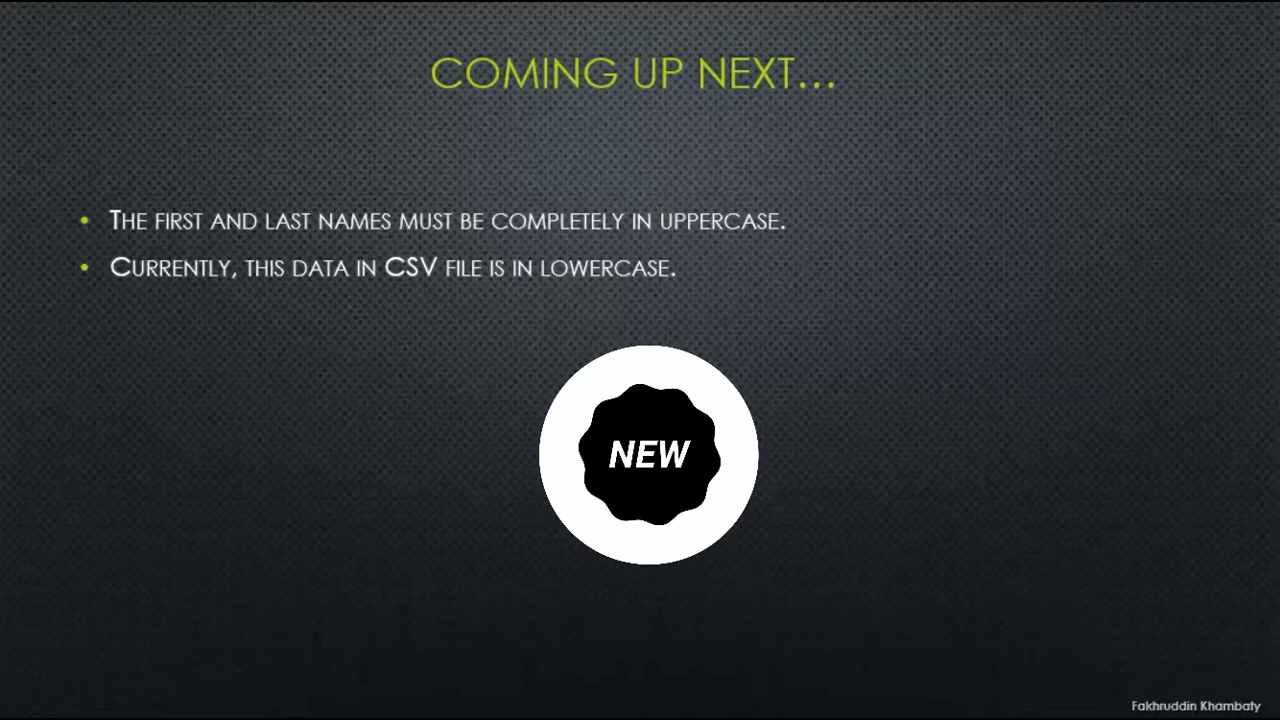 COMING UP NEXT...
• THE FIRST AND LAST NAMES MUST BE COMPLETELY IN UPPERCASE.
• CURRENTLY, THIS DATA IN CSV FILE IS IN LOWERCASE.
NEW
Fakhruddin Khambaty